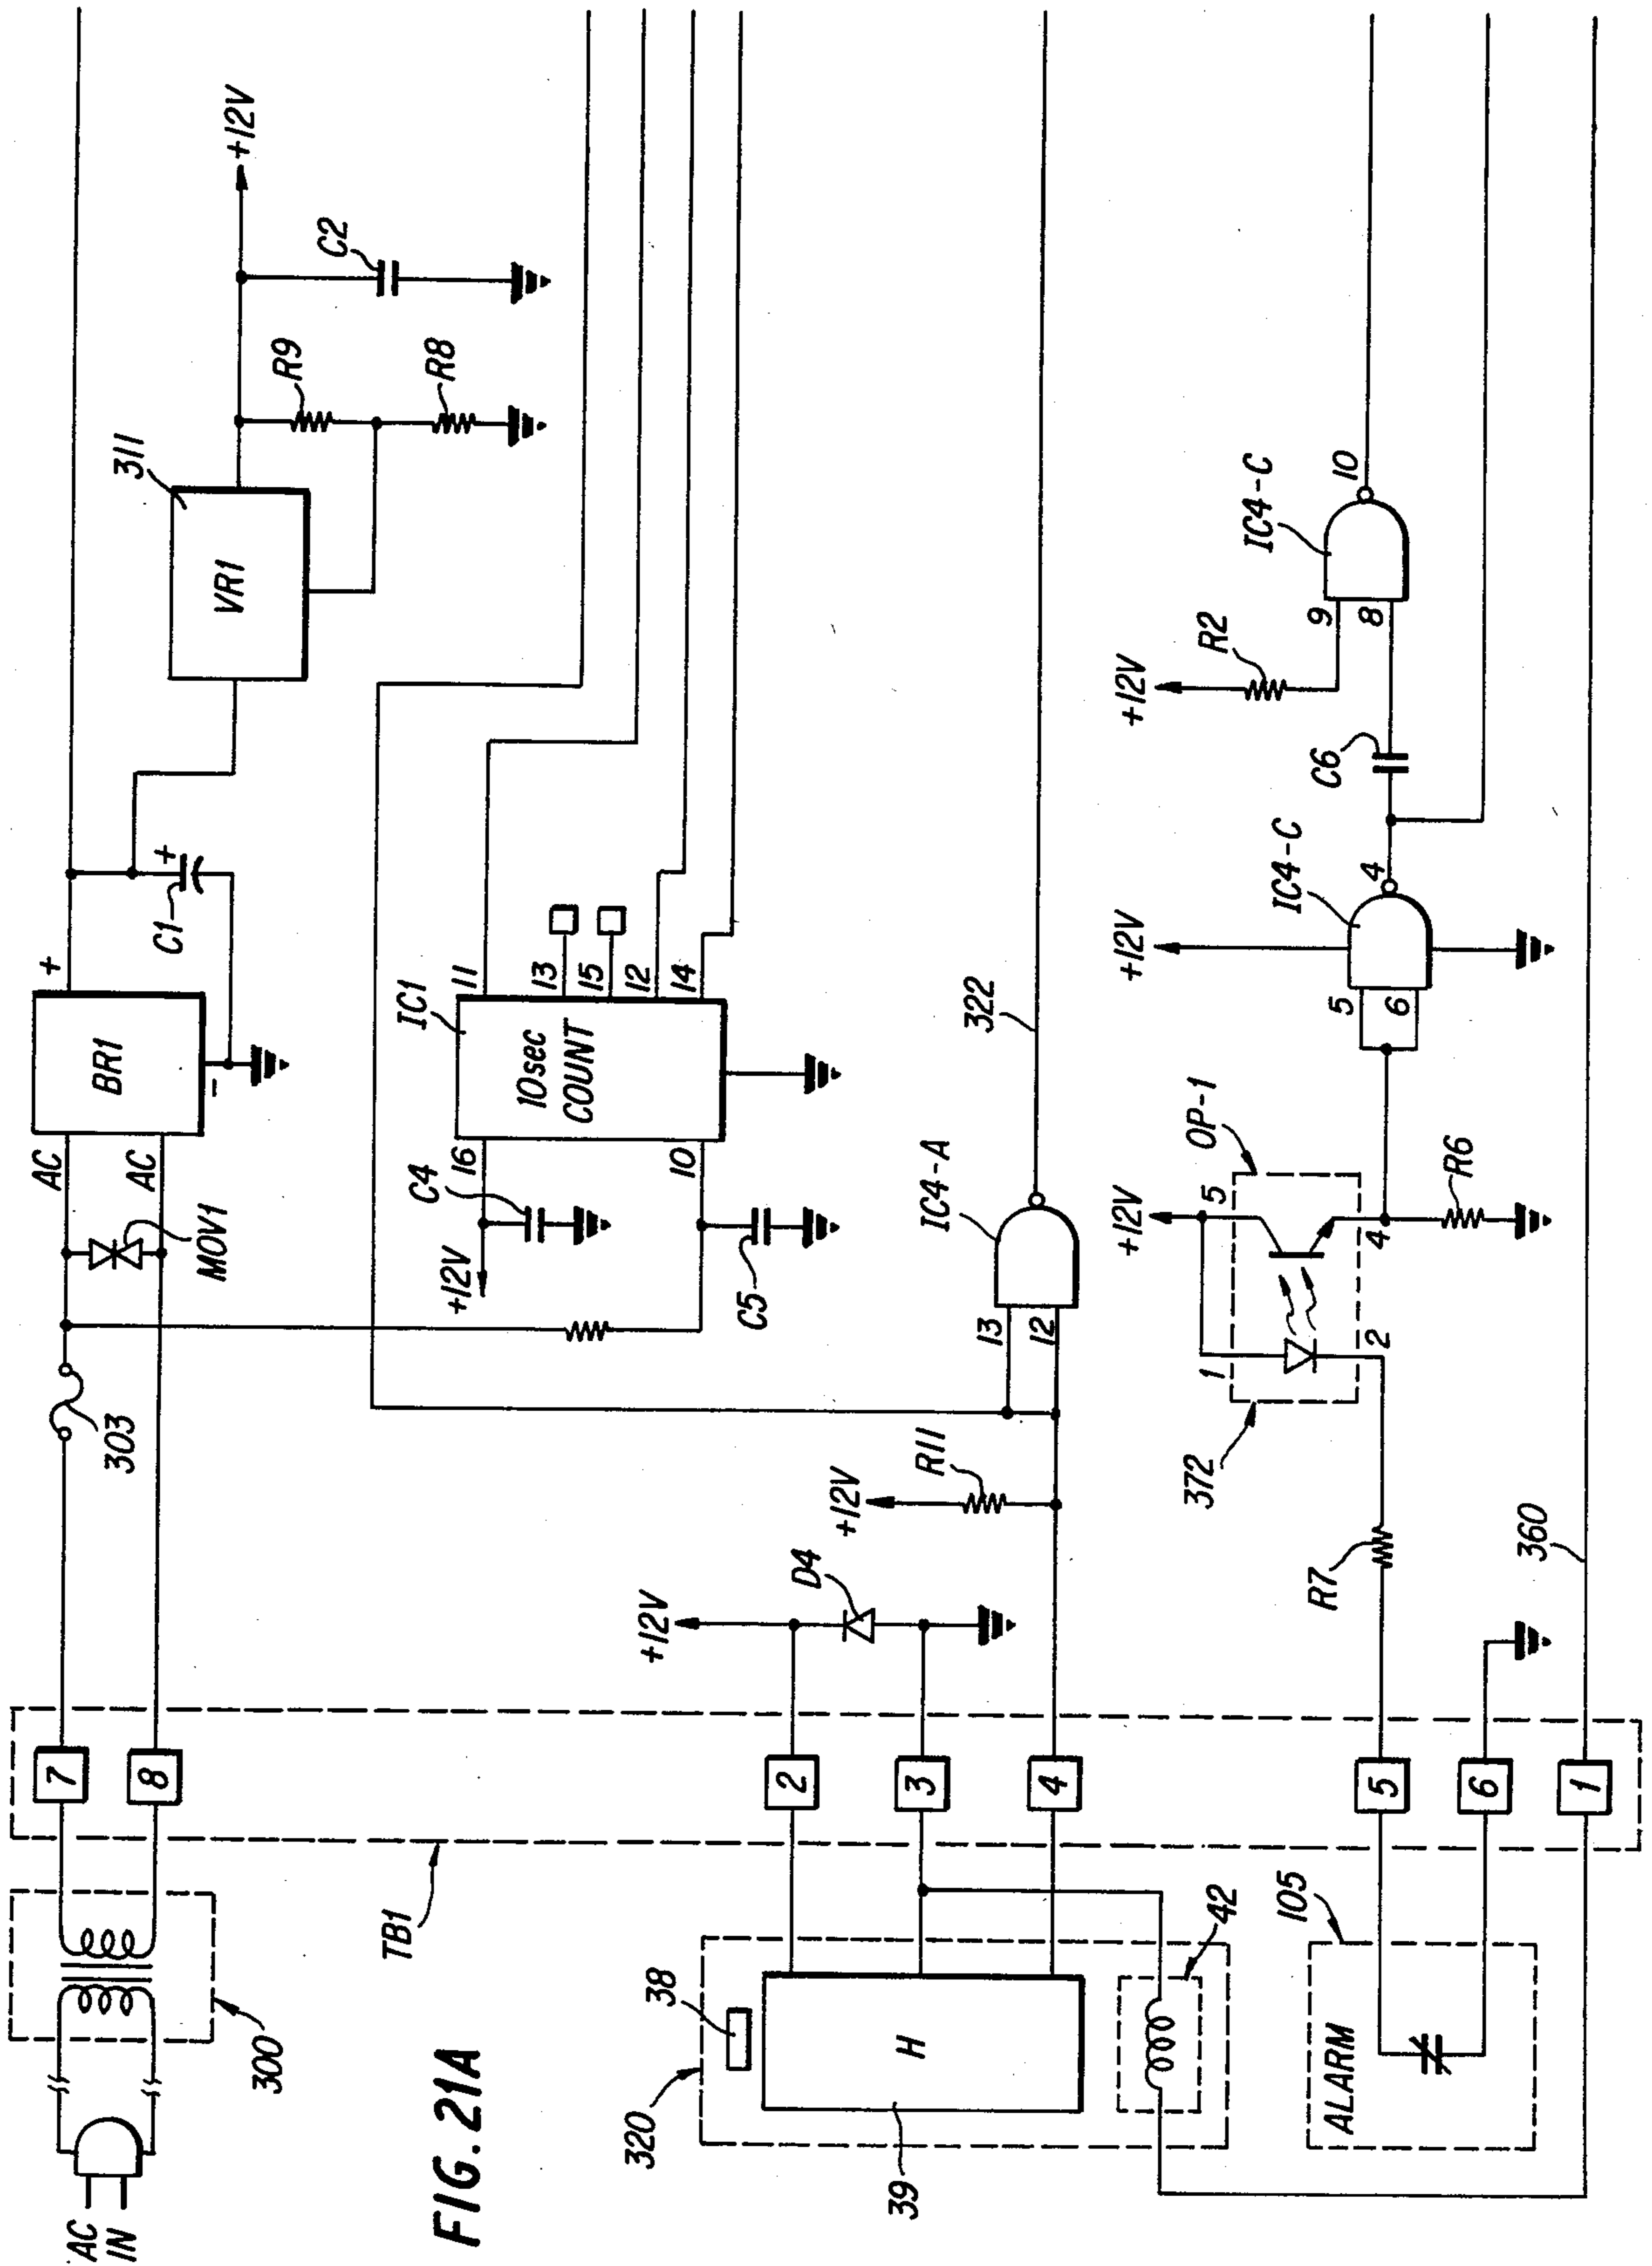 AC
IN
300
7
8
TB1
303
MOV1
AC
AC
BR1
+
-
C1
+
VR1
311
R9
R8
C2
+12V
+12V
C4
16
10
C5
IC1
10sec
COUNT
11
13
15
12
14
320
38
H
39
42
2
3
4
+12V
D4
+12V
R11
13
12
IC4-A
322
ALARM
105
5
6
1
R7
372
1
2
+12V
5
4
OP-1
R6
5
6
+12V
IC4-C
4
C6
+12V
R2
9
8
IC4-C
10
360
FIG. 21A